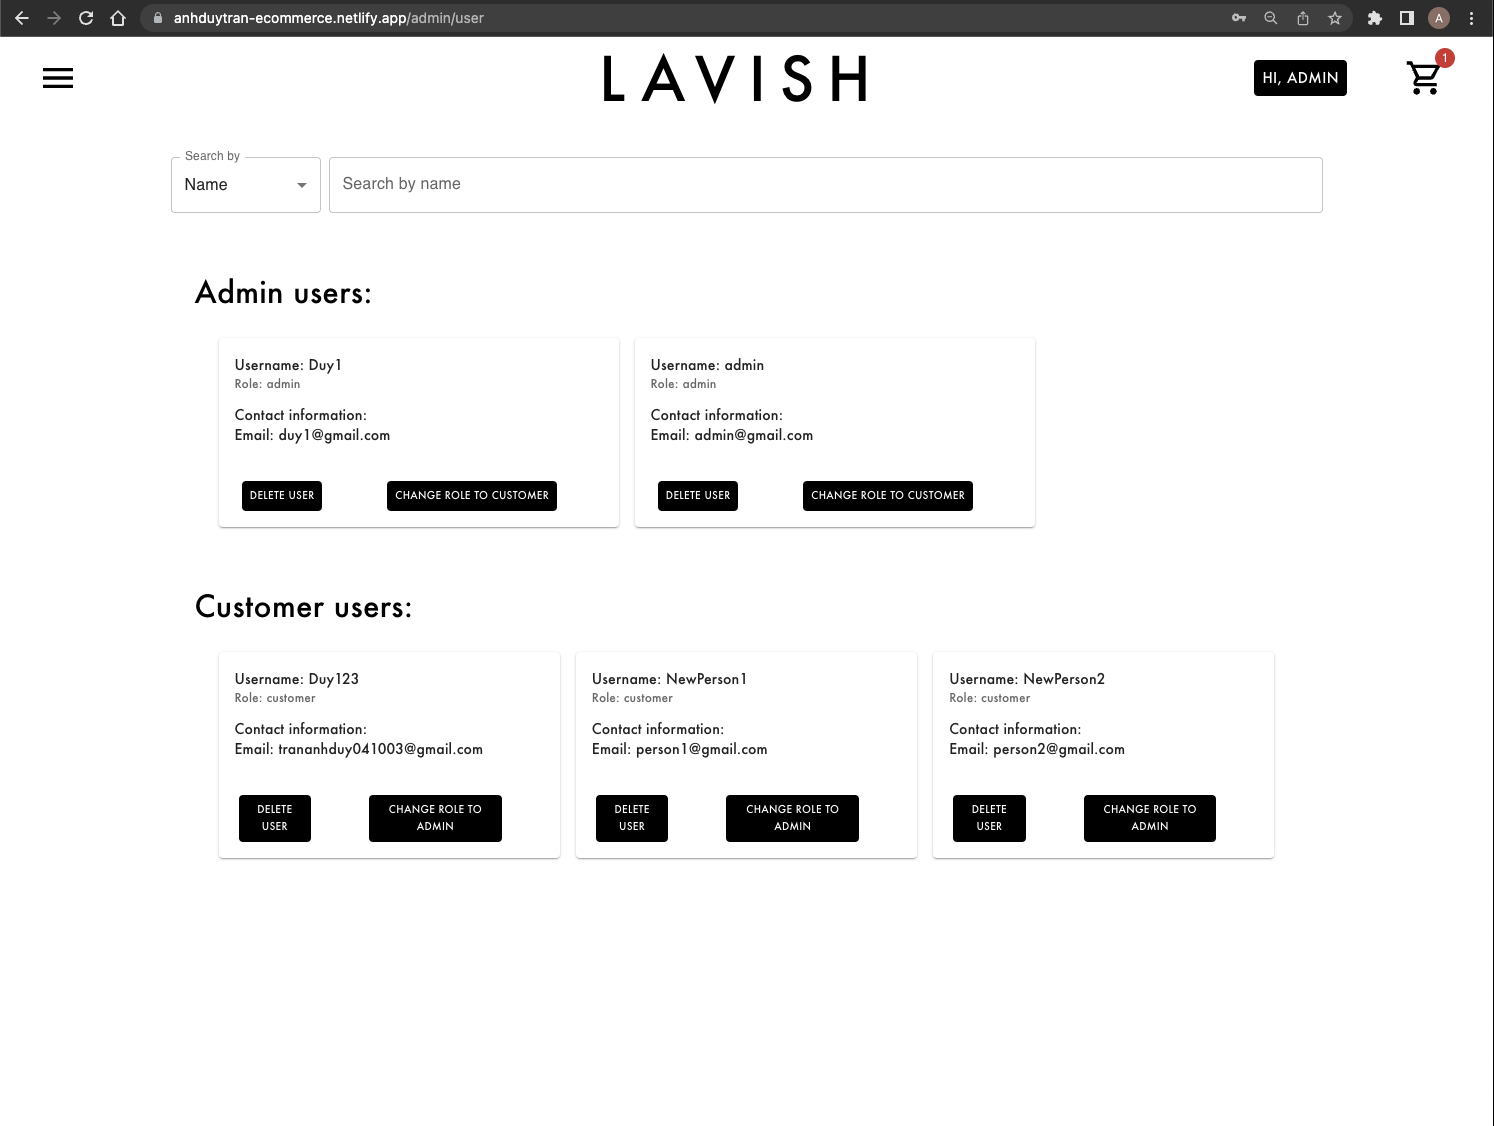 anhduytran-ecommerce.netlify.app/admin/user
A
LAVISH
HI, ADMIN
1
Search by
Name
Search by name
Admin users:
Username: Duy1
Role: admin
Contact information:
Email: duy1@gmail.com
DELETE USER
CHANGE ROLE TO CUSTOMER
Username: admin
Role: admin
Contact information:
Email: admin@gmail.com
DELETE USER
CHANGE ROLE TO CUSTOMER
Customer users:
Username: Duy123
Role: customer
Contact information:
Email: trananhduy041003@gmail.com
DELETE
USER
CHANGE ROLE TO
ADMIN
Username: NewPerson1
Role: customer
Contact information:
Email: person1@gmail.com
DELETE
USER
CHANGE ROLE TO
ADMIN
Username: NewPerson2
Role: customer
Contact information:
Email: person2@gmail.com
DELETE
USER
CHANGE ROLE TO
ADMIN